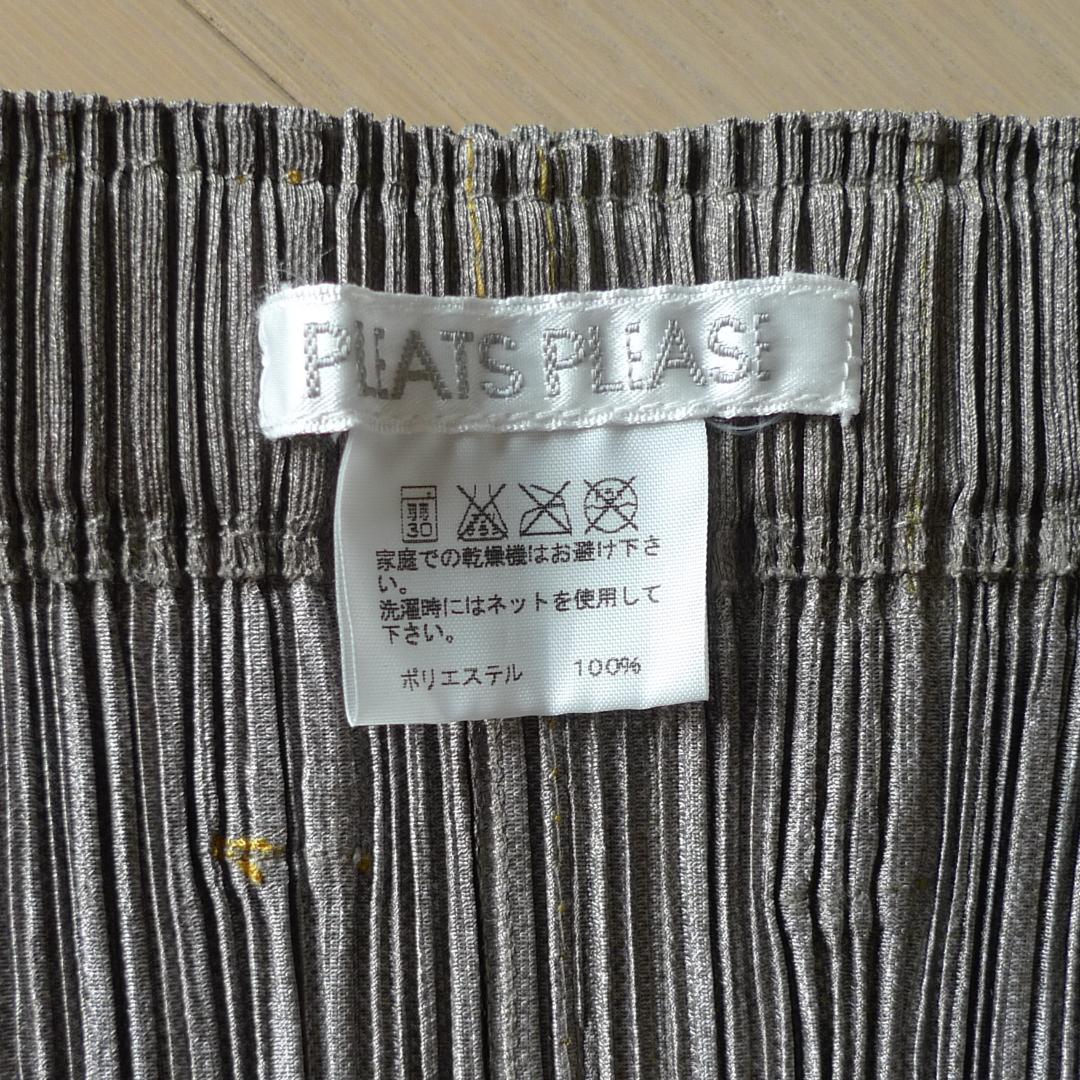 PLEATS PLEASE
弱
30
家庭での乾燥機はお避け下さ
い。
洗濯時にはネットを使用して
下さい。
ポリエステル 100%